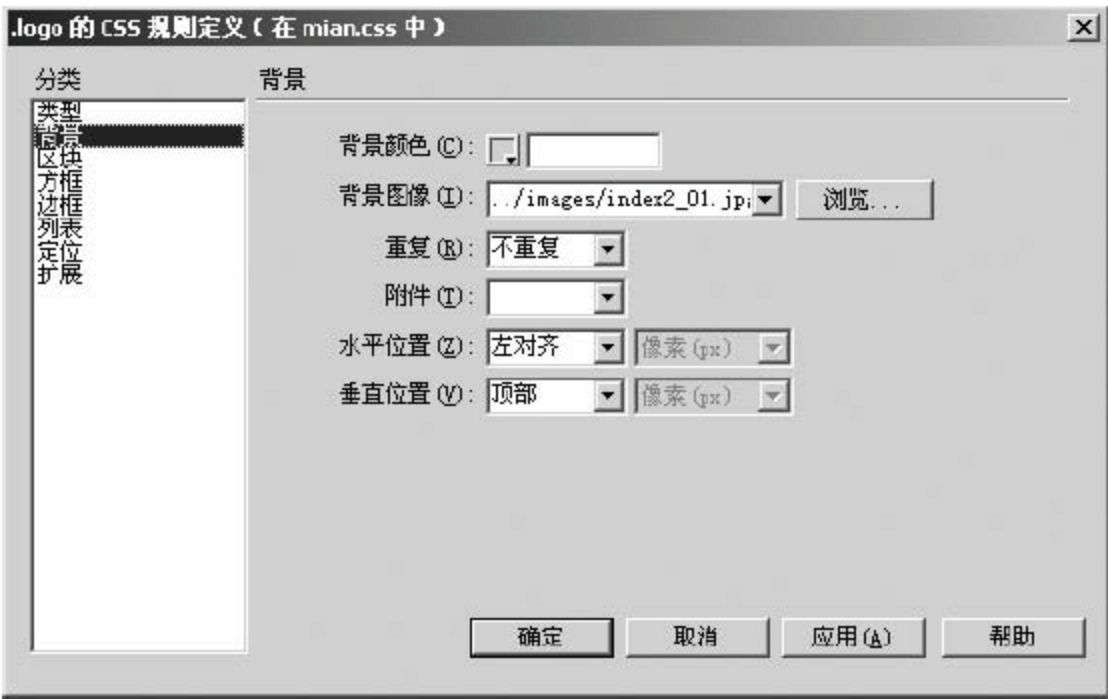 .logo 的 CSS 规则定义（在 mian.css 中）
分类
类型
背景
区块
方框
边框
列表
定位
扩展
背景
背景颜色(C):
背景图像(I): ../images/index2_01.jp 浏览...
重复(R): 不重复
附件(T):
水平位置(Z): 左对齐 像素(px)
垂直位置(V): 顶部 像素(px)
确定 取消 应用(A) 帮助